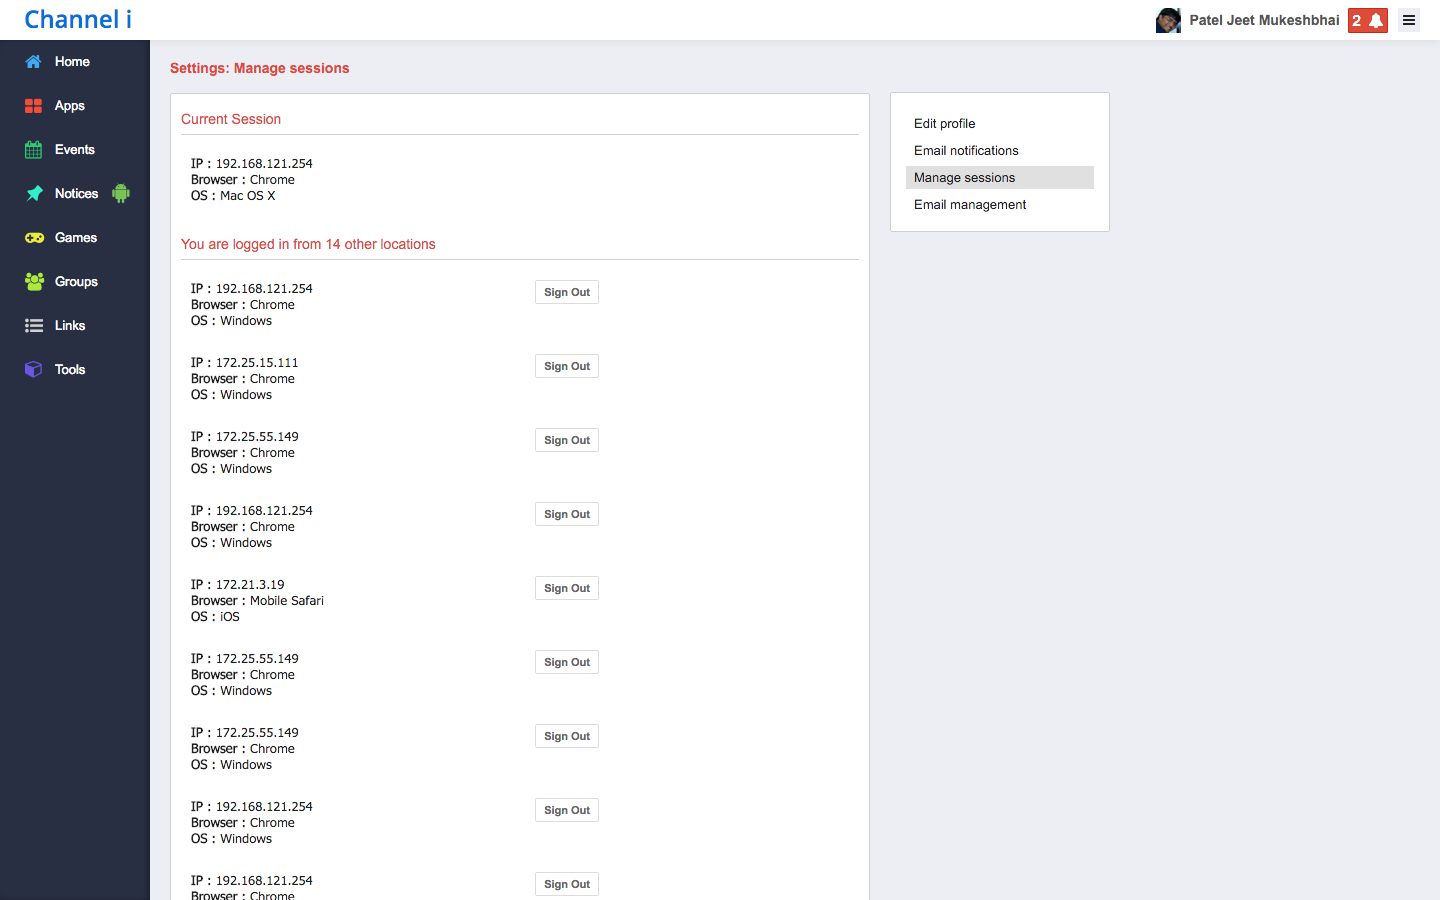 Channel i
Patel Jeet Mukeshbhai
2
Home
Apps
Events
Notices
Games
Groups
Links
Tools
Settings: Manage sessions
Current Session
IP : 192.168.121.254
Browser : Chrome
OS : Mac OS X
You are logged in from 14 other locations
IP : 192.168.121.254
Browser : Chrome
OS : Windows
Sign Out
IP : 172.25.15.111
Browser : Chrome
OS : Windows
Sign Out
IP : 172.25.55.149
Browser : Chrome
OS : Windows
Sign Out
IP : 192.168.121.254
Browser : Chrome
OS : Windows
Sign Out
IP : 172.21.3.19
Browser : Mobile Safari
OS : iOS
Sign Out
IP : 172.25.55.149
Browser : Chrome
OS : Windows
Sign Out
IP : 172.25.55.149
Browser : Chrome
OS : Windows
Sign Out
IP : 192.168.121.254
Browser : Chrome
OS : Windows
Sign Out
IP : 192.168.121.254
Browser : Chrome
Sign Out
Edit profile
Email notifications
Manage sessions
Email management